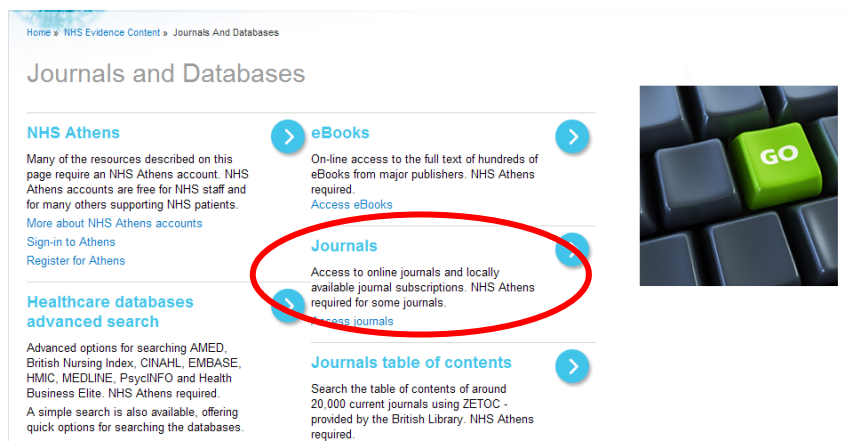 Home » NHS Evidence Content » Journals And Databases
Journals and Databases
NHS Athens
Many of the resources described on this
page require an NHS Athens account. NHS
Athens accounts are free for NHS staff and
for many others supporting NHS patients.
More about NHS Athens accounts
Sign-in to Athens
Register for Athens
Healthcare databases
advanced search
Advanced options for searching AMED,
British Nursing Index, CINAHL, EMBASE,
HMIC, MEDLINE, PsycINFO and Health
Business Elite. NHS Athens required.
A simple search is also available, offering
quick options for searching the databases.
eBooks
On-line access to the full text of hundreds of
eBooks from major publishers. NHS Athens
required.
Access eBooks
Journals
Access to online journals and locally
available journal subscriptions. NHS Athens
required for some journals.
Access journals
Journals table of contents
Search the table of contents of around
20,000 current journals using ZETOC -
provided by the British Library. NHS Athens
required.
GO